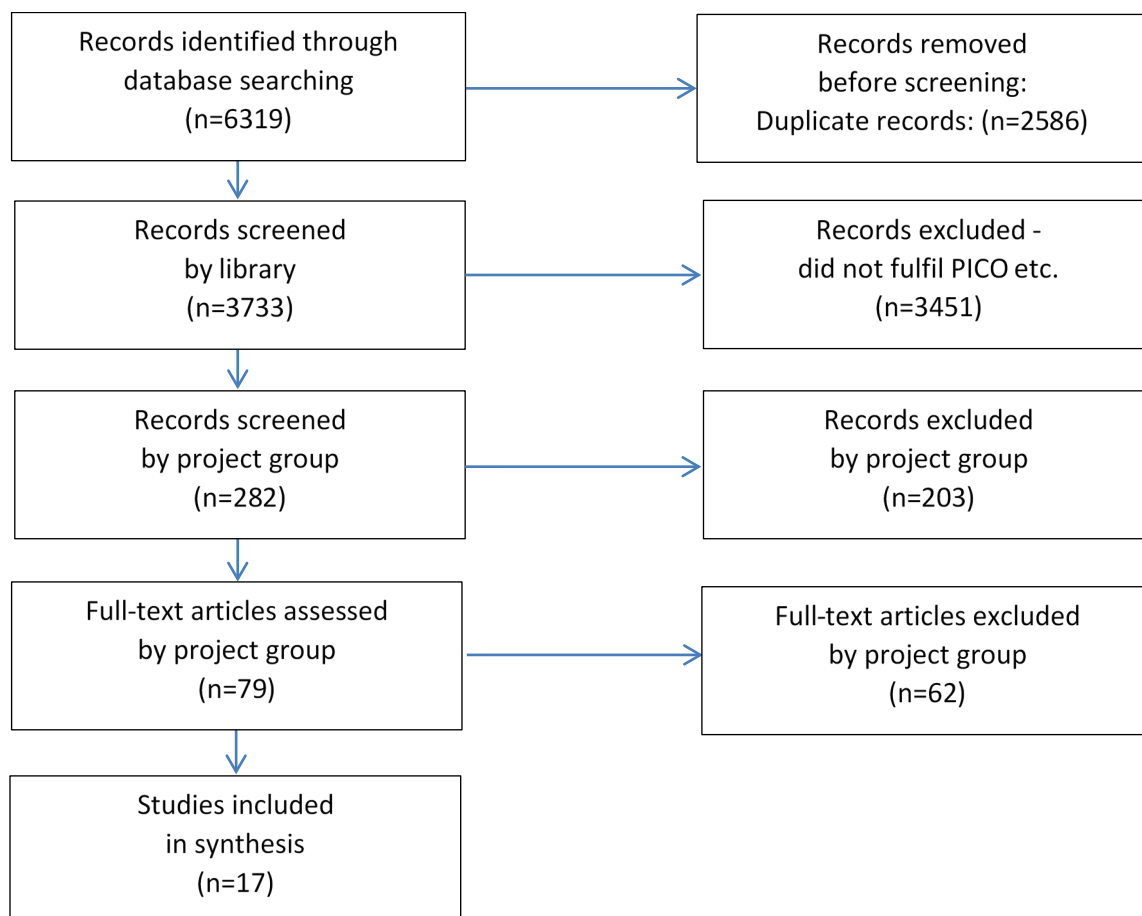 Records identified through
database searching
(n=6319)
Records removed
before screening:
Duplicate records: (n=2586)
Records screened
by library
(n=3733)
Records excluded -
did not fulfil PICO etc.
(n=3451)
Records screened
by project group
(n=282)
Records excluded
by project group
(n=203)
Full-text articles assessed
by project group
(n=79)
Full-text articles excluded
by project group
(n=62)
Studies included
in synthesis
(n=17)